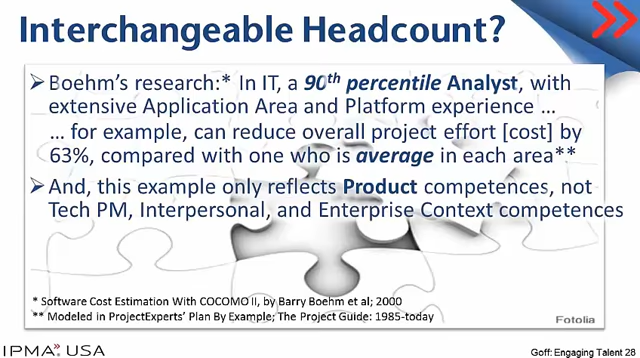 Interchangeable Headcount?
➢Boehm's research:* In IT, a 90th percentile Analyst, with
extensive Application Area and Platform experience …
… for example, can reduce overall project effort [cost] by
63%, compared with one who is average in each area**
➢And, this example only reflects Product competences, not
Tech PM, Interpersonal, and Enterprise Context competences
* Software Cost Estimation With COCOMO II, by Barry Boehm et al; 2000
** Modeled in ProjectExperts' Plan By Example; The Project Guide: 1985-today
Fotolia
IPMA USA
Goff: Engaging Talent 28